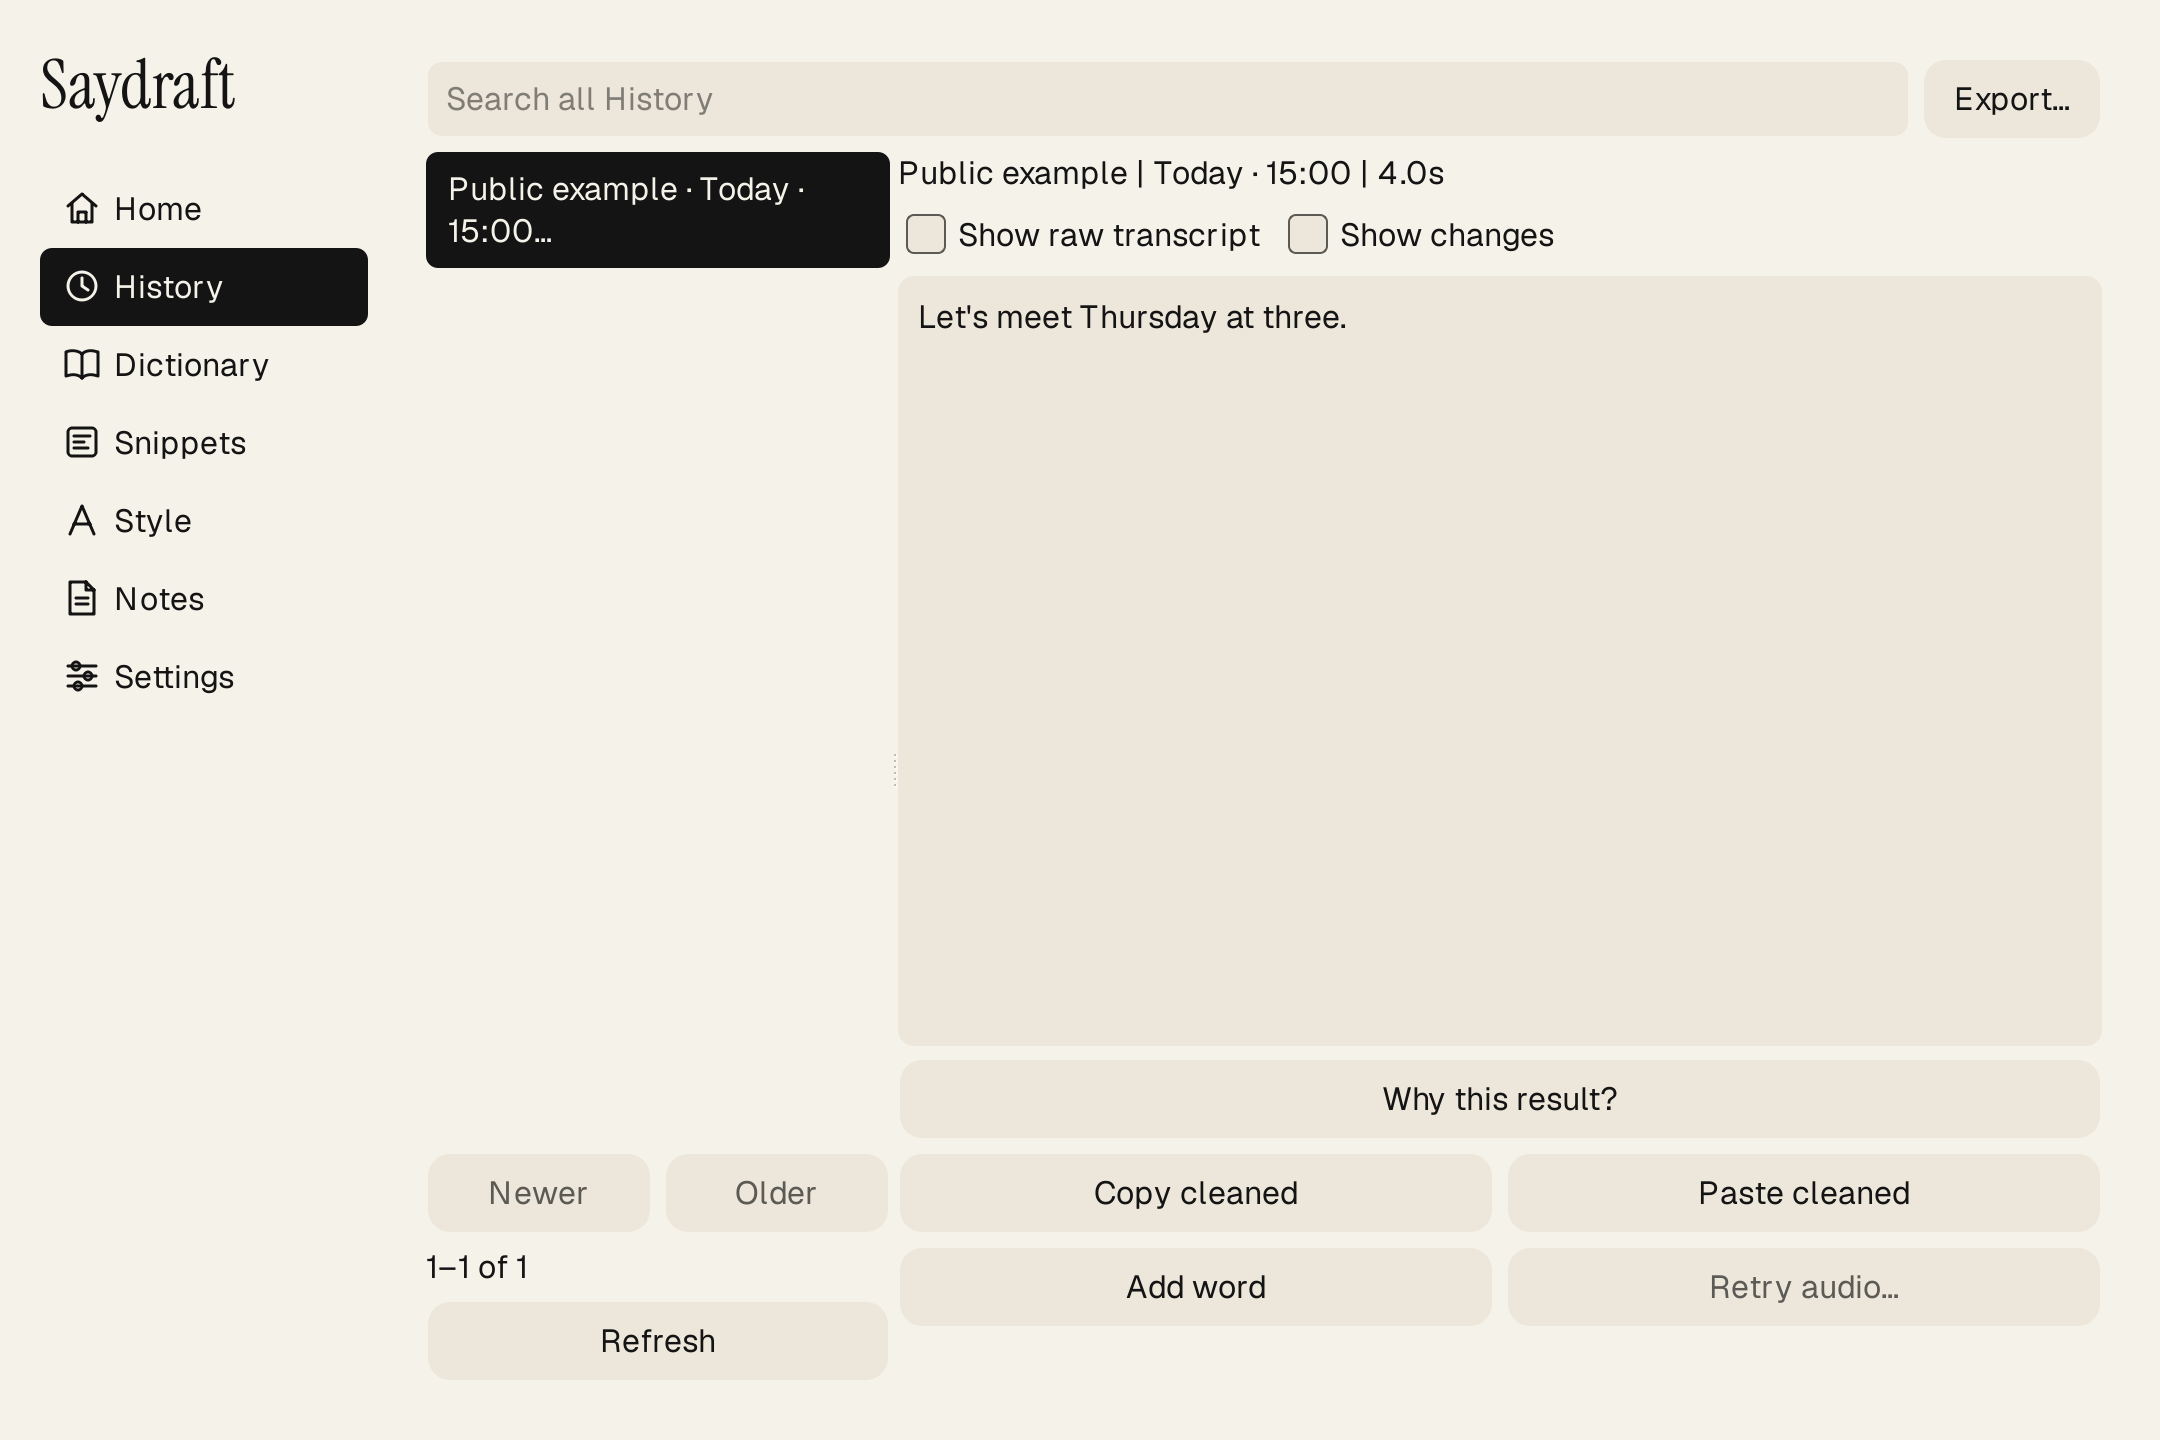 Saydraft
Home
History
Dictionary
Snippets
Style
Notes
Settings
Search all History
Export…
Public example · Today ·
15:00…
Public example | Today · 15:00 | 4.0s
Show raw transcript
Show changes
Let's meet Thursday at three.
Why this result?
Newer
Older
Copy cleaned
Paste cleaned
1–1 of 1
Add word
Retry audio…
Refresh